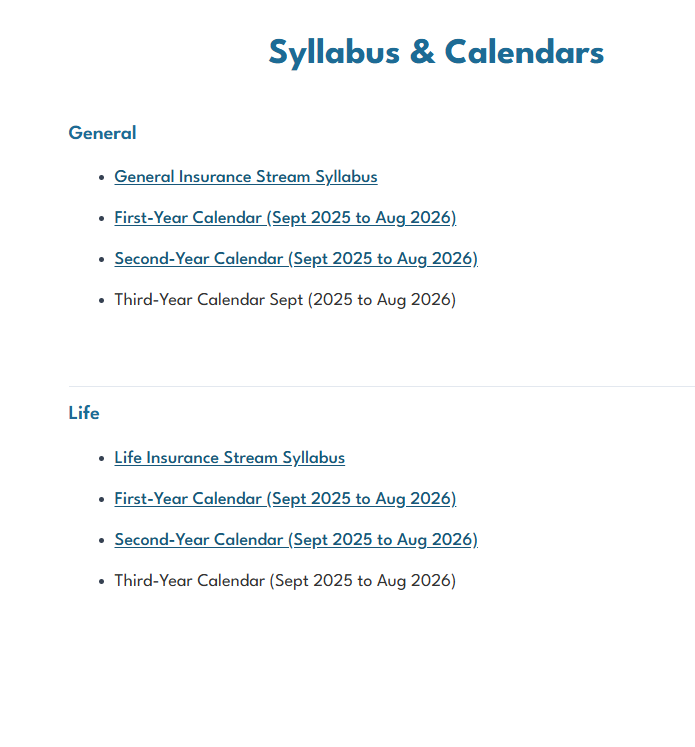 Syllabus & Calendars
General
General Insurance Stream Syllabus
First-Year Calendar (Sept 2025 to Aug 2026)
Second-Year Calendar (Sept 2025 to Aug 2026)
Third-Year Calendar Sept (2025 to Aug 2026)
Life
Life Insurance Stream Syllabus
First-Year Calendar (Sept 2025 to Aug 2026)
Second-Year Calendar (Sept 2025 to Aug 2026)
Third-Year Calendar (Sept 2025 to Aug 2026)